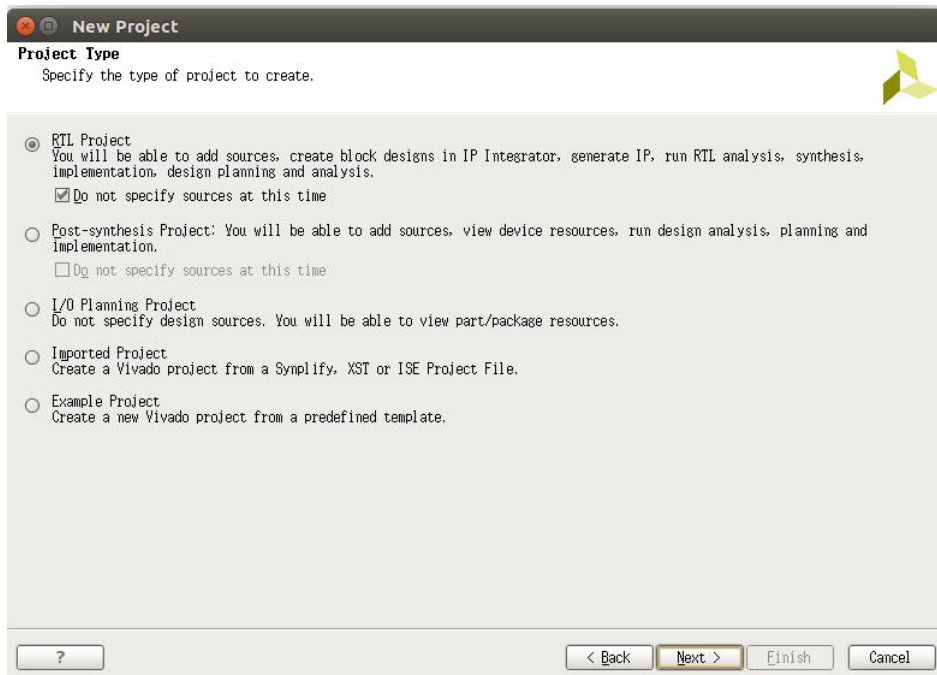 New Project
Project Type
Specify the type of project to create.
RTL Project
You will be able to add sources, create block designs in IP Integrator, generate IP, run RTL analysis, synthesis,
implementation, design planning and analysis.
Do not specify sources at this time
Post-synthesis Project: You will be able to add sources, view device resources, run design analysis, planning and
implementation.
Do not specify sources at this time
I/O Planning Project
Do not specify design sources. You will be able to view part/package resources.
Imported Project
Create a Vivado project from a Synplify, XST or ISE Project File.
Example Project
Create a new Vivado project from a predefined template.
? < Back Next > Finish Cancel